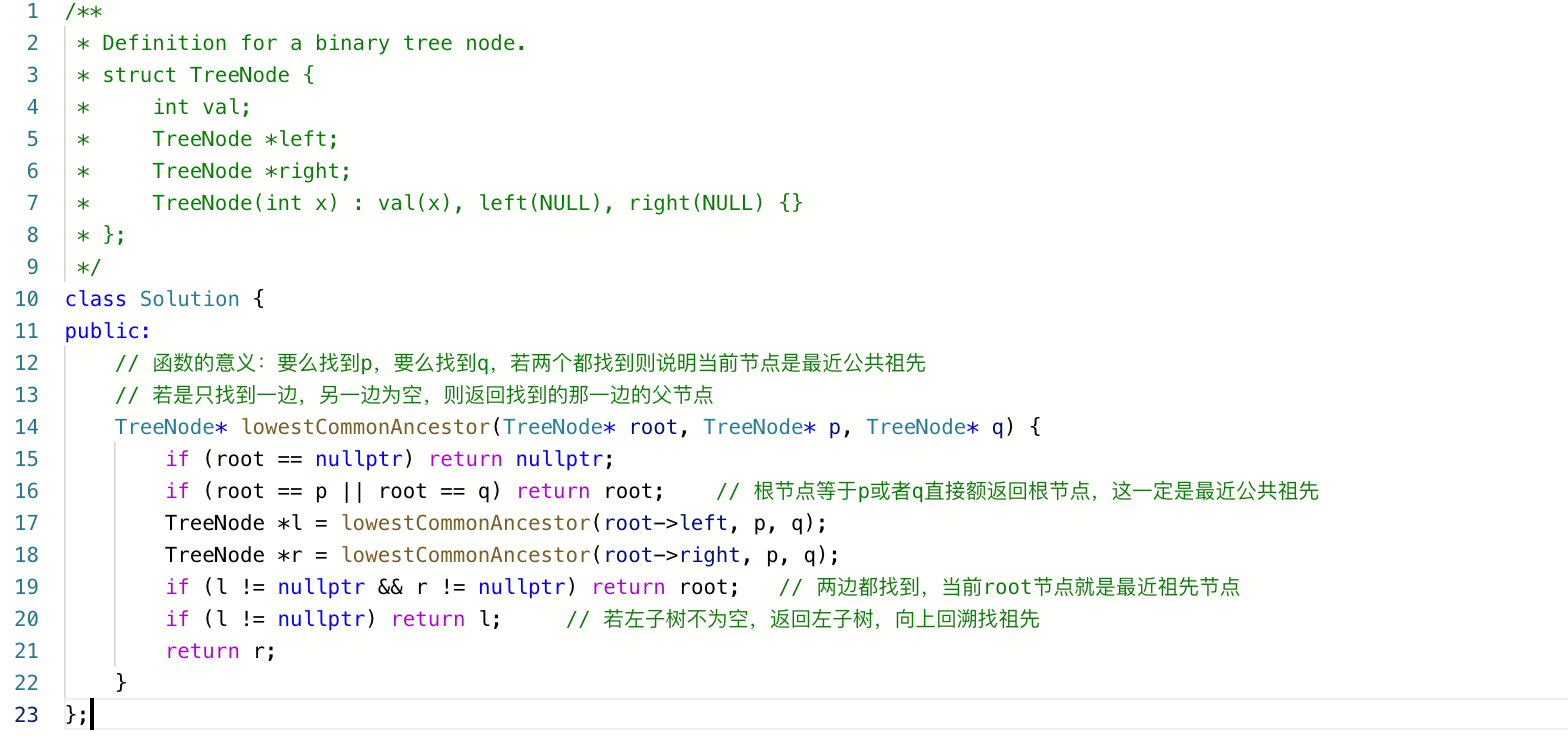 1 /**
2  * Definition for a binary tree node.
3  * struct TreeNode {
4  *     int val;
5  *     TreeNode *left;
6  *     TreeNode *right;
7  *     TreeNode(int x) : val(x), left(NULL), right(NULL) {}
8  * };
9  */
10 class Solution {
11 public:
12     // 函数的意义：要么找到p，要么找到q，若两个都找到则说明当前节点是最近公共祖先
13     // 若是只找到一边，另一边为空，则返回找到的那一边的父节点
14     TreeNode* lowestCommonAncestor(TreeNode* root, TreeNode* p, TreeNode* q) {
15         if (root == nullptr) return nullptr;
16         if (root == p || root == q) return root;    // 根节点等于p或者q直接额返回根节点，这一定是最近公共祖先
17         TreeNode *l = lowestCommonAncestor(root->left, p, q);
18         TreeNode *r = lowestCommonAncestor(root->right, p, q);
19         if (l != nullptr && r != nullptr) return root;   // 两边都找到，当前root节点就是最近祖先节点
20         if (l != nullptr) return l;     // 若左子树不为空，返回左子树，向上回溯找祖先
21         return r;
22     }
23 };